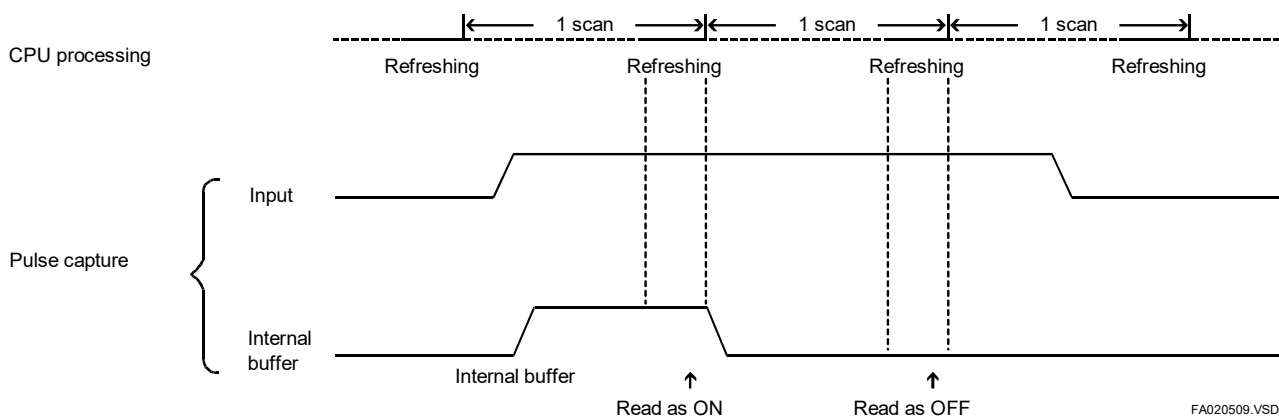 1 scan 1 scan 1 scan
CPU processing
Refreshing Refreshing Refreshing Refreshing
Input
Pulse capture
Internal
buffer
Internal buffer
Read as ON Read as OFF
FA020509.VSD